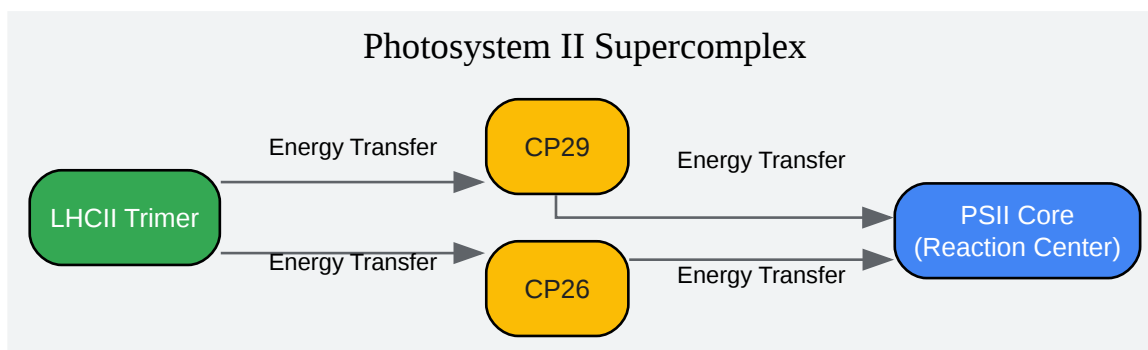 Photosystem II Supercomplex
Energy Transfer
CP29
Energy Transfer
LHCII Trimer
PSII Core
(Reaction Center)
Energy Transfer
CP26
Energy Transfer